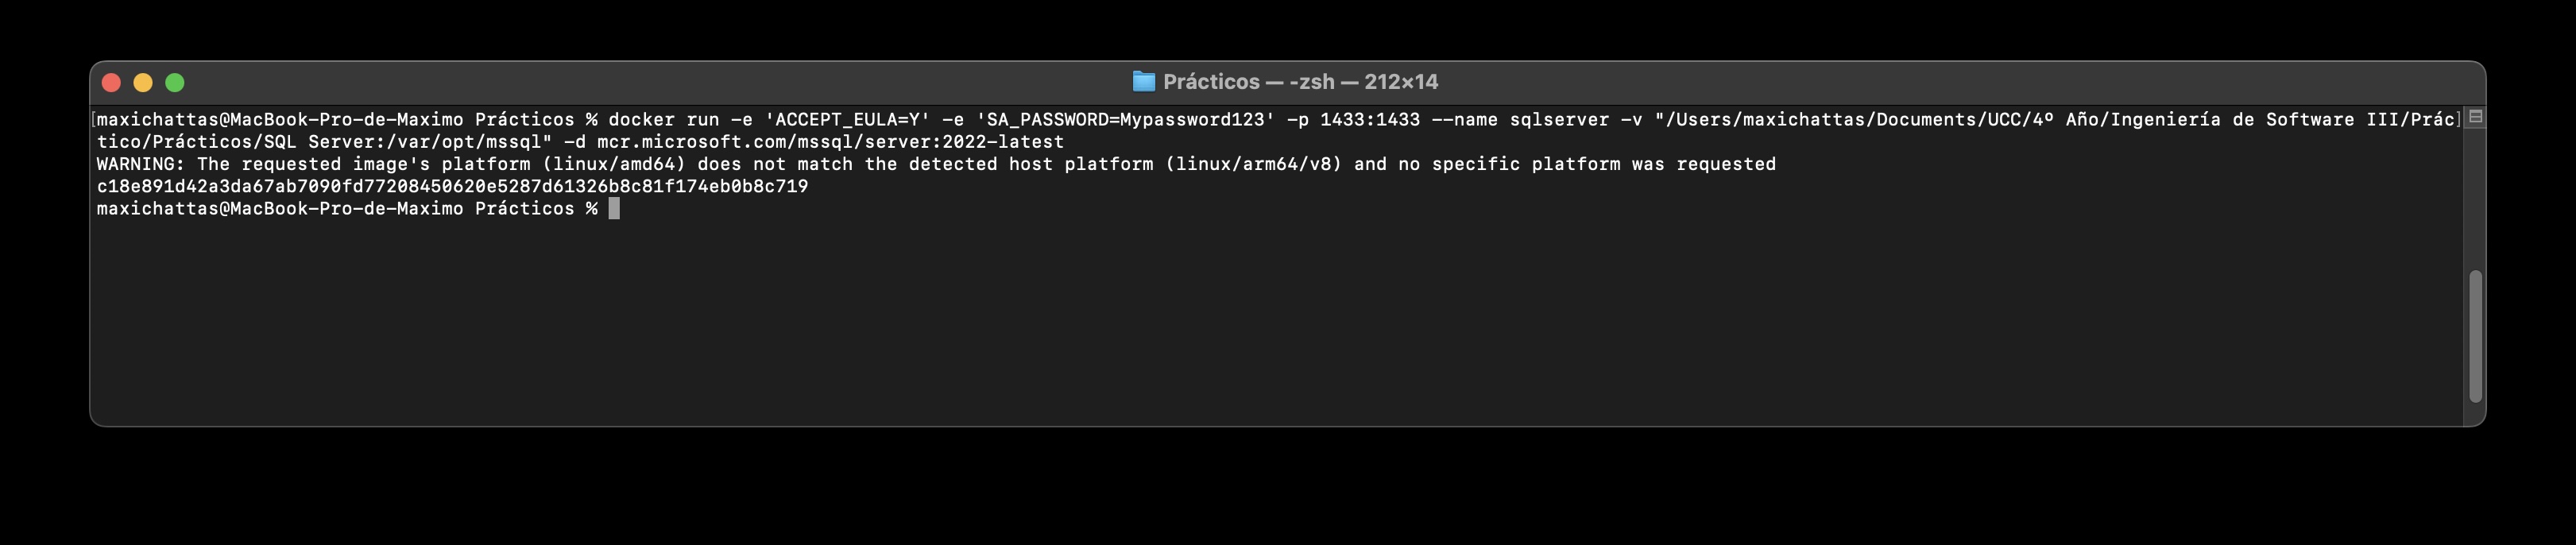 Prácticos — -zsh — 212×14
[maxichattas@MacBook-Pro-de-Maximo Prácticos % docker run -e 'ACCEPT_EULA=Y' -e 'SA_PASSWORD=Mypassword123' -p 1433:1433 --name sqlserver -v "/Users/maxichattas/Documents/UCC/4º Año/Ingeniería de Software III/Prác]
tico/Prácticos/SQL Server:/var/opt/mssql" -d mcr.microsoft.com/mssql/server:2022-latest
WARNING: The requested image's platform (linux/amd64) does not match the detected host platform (linux/arm64/v8) and no specific platform was requested
c18e891d42a3da67ab7090fd77208450620e5287d61326b8c81f174eb0b8c719
maxichattas@MacBook-Pro-de-Maximo Prácticos %